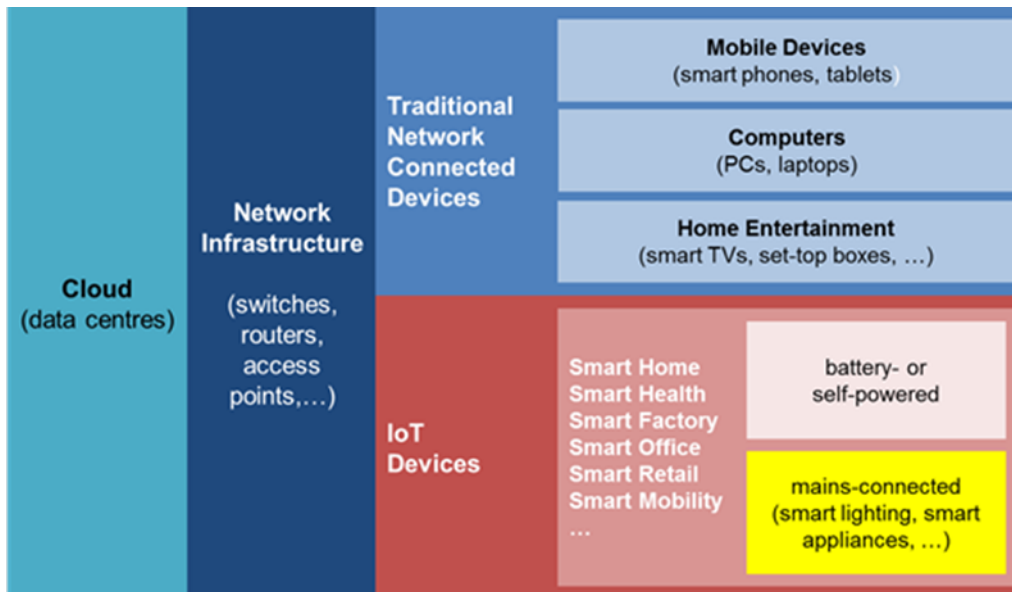 Cloud
(data centres)
Network
Infrastructure
(switches,
routers,
access
points,...)
Traditional
Network
Connected
Devices
Mobile Devices
(smart phones, tablets)
Computers
(PCs, laptops)
Home Entertainment
(smart TVs, set-top boxes, ...)
IoT
Devices
Smart Home
Smart Health
Smart Factory
Smart Office
Smart Retail
Smart Mobility
...
battery- or
self-powered
mains-connected
(smart lighting, smart
appliances, ...)